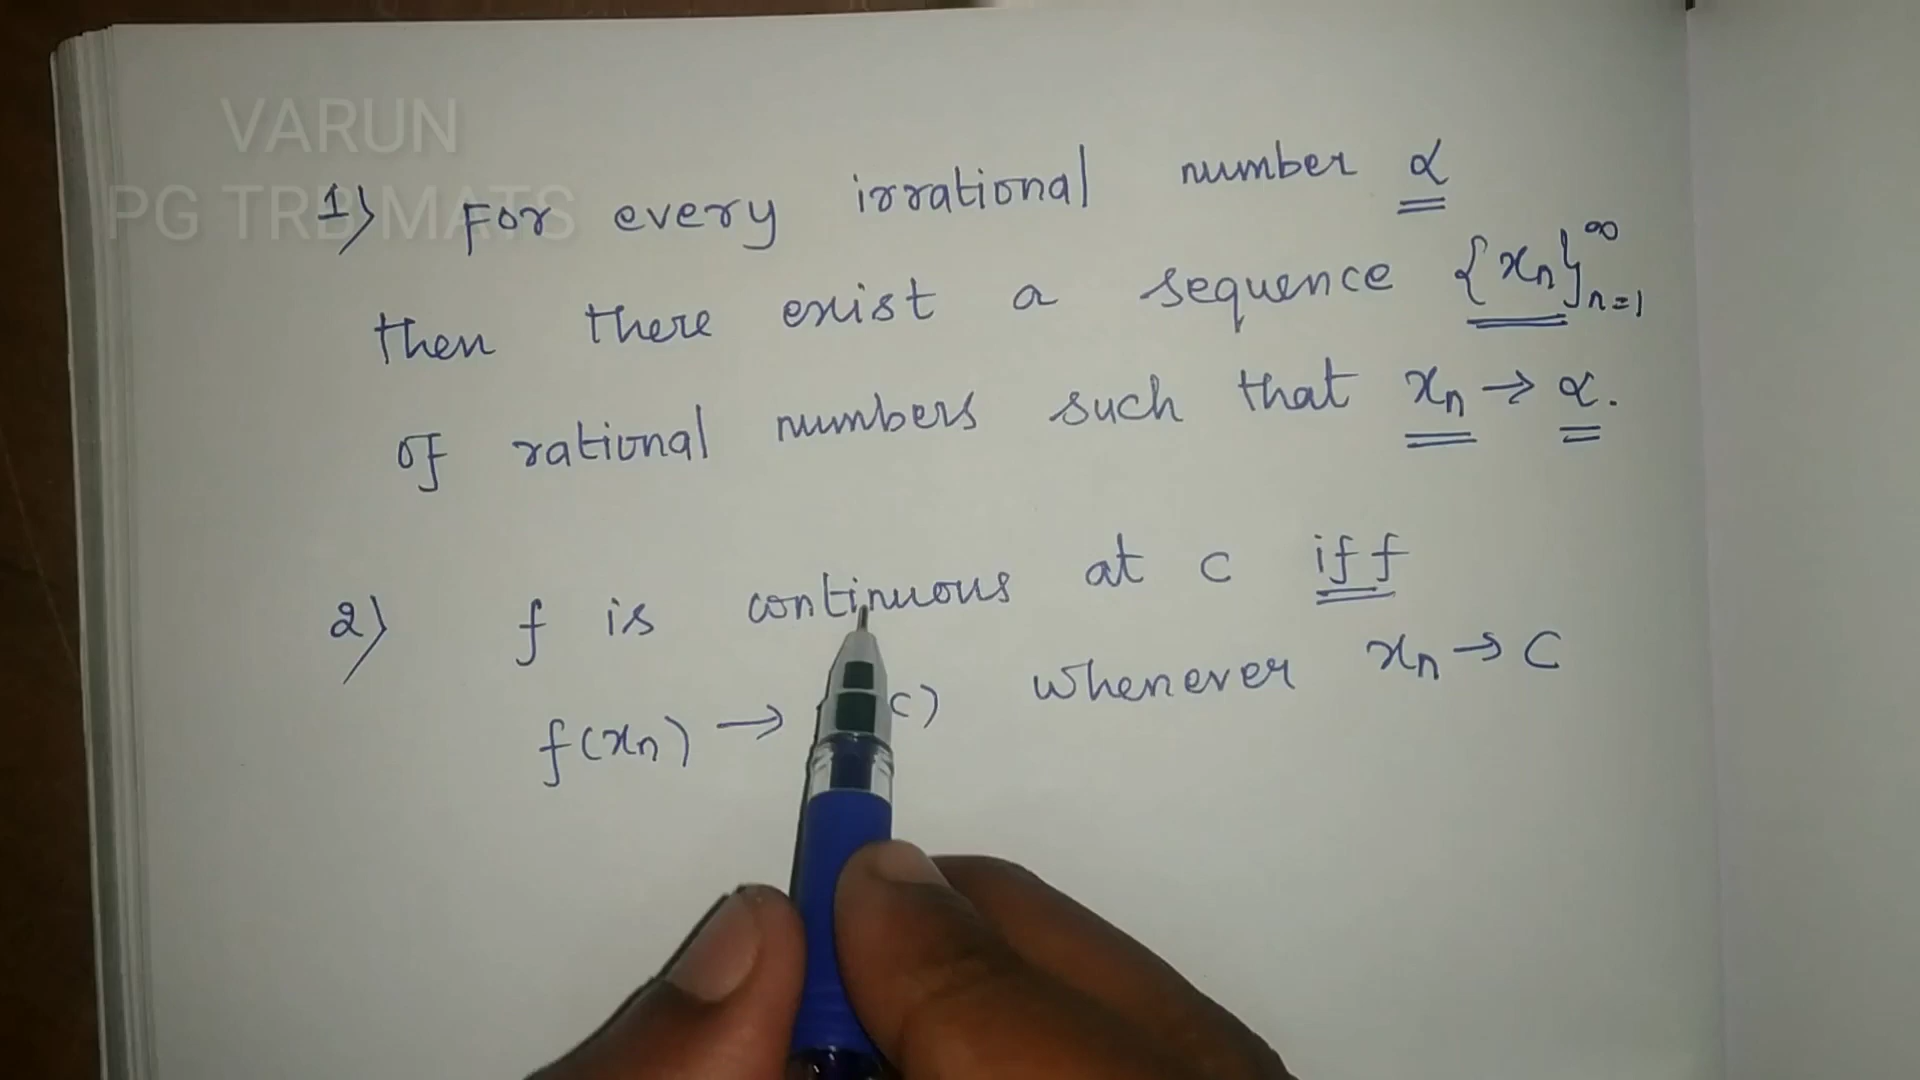 VARUN
PG TRB MATS
1) For every irrational number α
then there exist a sequence {xn}∞n=1
of rational numbers such that xn → α.
2) f is continuous at c iff
f(xn) → c) whenever xn → c